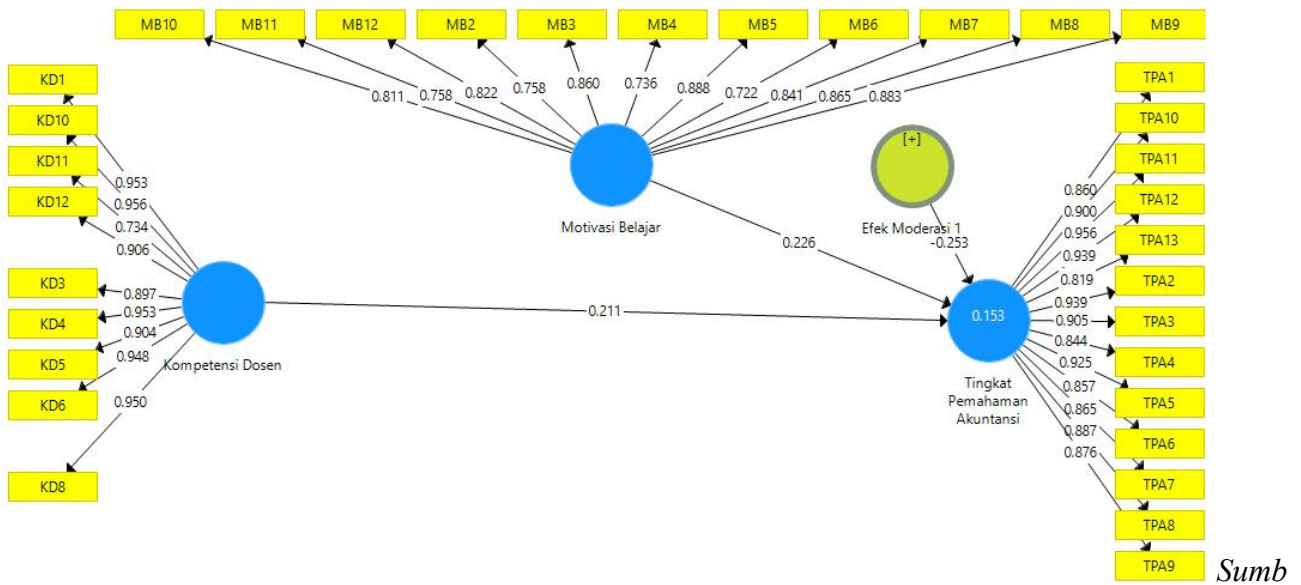 MB10 MB11 MB12 MB2 MB3 MB4 MB5 MB6 MB7 MB8 MB9
0.811 0.758 0.822 0.758 0.860 0.736 0.888 0.722 0.841 0.865 0.883
KD1
KD10
KD11
KD12
KD3
KD4
KD5
KD6
KD8
0.953
0.956
0.734
0.906
0.897
0.953
0.904
0.948
0.950
Kompetensi Dosen
Motivasi Belajar
[+]
Efek Moderasi 1
-0.253
0.226
0.211
0.153
Tingkat
Pemahaman
Akuntansi
0.860
0.900
0.956
0.939
0.819
0.939
0.905
0.844
0.925
0.857
0.865
0.887
0.876
TPA1
TPA10
TPA11
TPA12
TPA13
TPA2
TPA3
TPA4
TPA5
TPA6
TPA7
TPA8
TPA9
Sumb